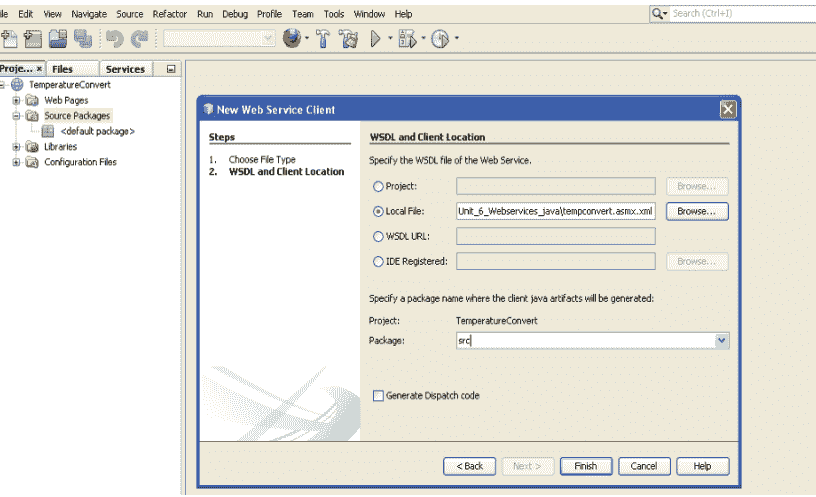 ile Edit View Navigate Source Refactor Run Debug Profile Team Tools Window Help
Search (Ctrl+I)
Proje... × Files Services
TemperatureConvert
Web Pages
Source Packages
<default package>
Libraries
Configuration Files
New Web Service Client
Steps
1. Choose File Type
2. WSDL and Client Location
WSDL and Client Location
Specify the WSDL file of the Web Service.
Project: Browse...
Local File: Unit_6_Webservices_java\tempconvert.asmx.xml Browse...
WSDL URL:
IDE Registered: Browse...
Specify a package name where the client java artifacts will be generated:
Project: TemperatureConvert
Package: src
Generate Dispatch code
< Back Next > Finish Cancel Help